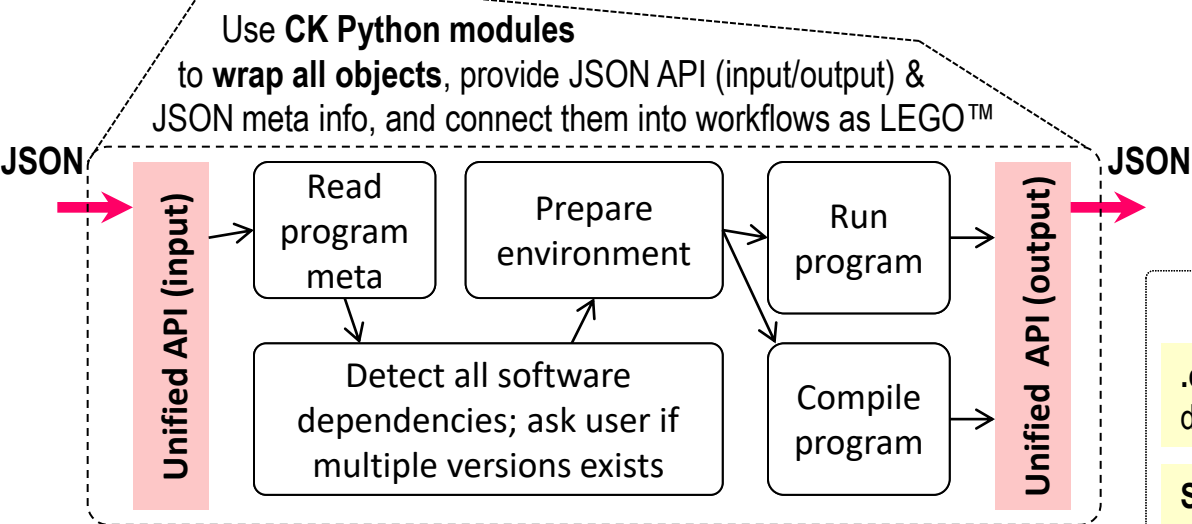 Use CK Python modules
to wrap all objects, provide JSON API (input/output) &
JSON meta info, and connect them into workflows as LEGO™
JSON
JSON
Unified API (input)
Read
program
meta
Prepare
environment
Run
program
Unified API (output)
Detect all software
dependencies; ask user if
multiple versions exists
Compile
program